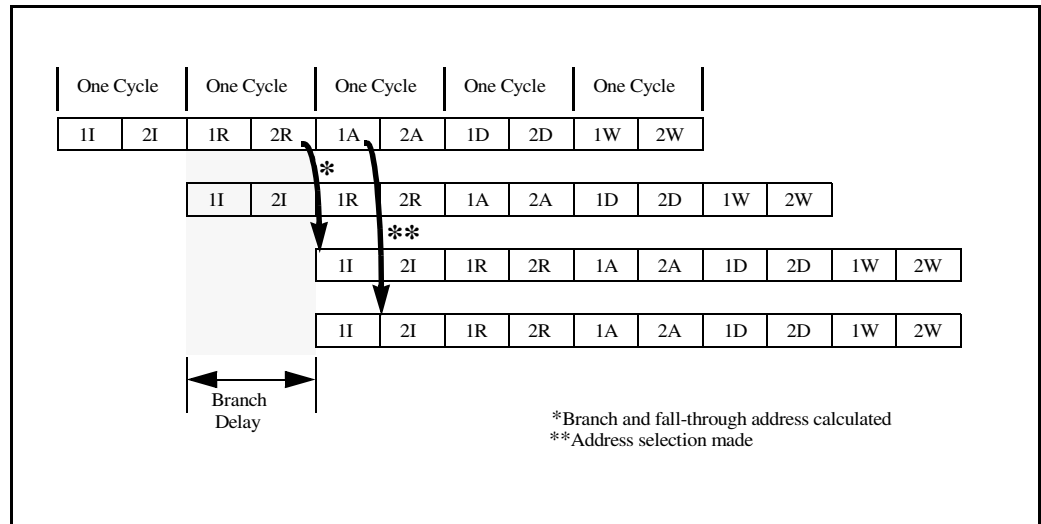 One Cycle One Cycle One Cycle One Cycle One Cycle
1I 2I 1R 2R 1A 2A 1D 2D 1W 2W
*
1I 2I 1R 2R 1A 2A 1D 2D 1W 2W
**
1I 2I 1R 2R 1A 2A 1D 2D 1W 2W
1I 2I 1R 2R 1A 2A 1D 2D 1W 2W
Branch
Delay
*Branch and fall-through address calculated
**Address selection made